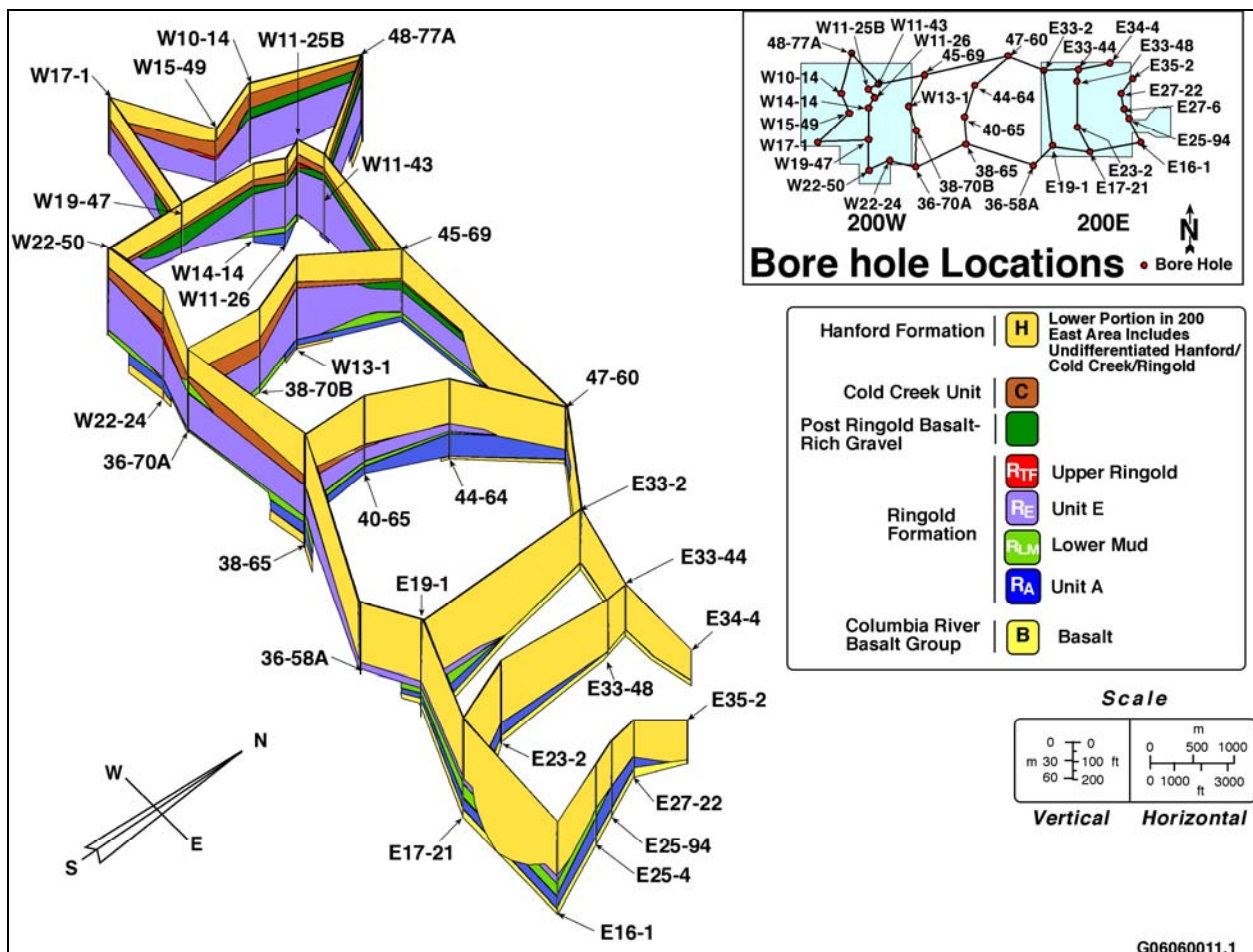 W17-1
W15-49
W10-14
W11-25B
48-77A
W11-43
W19-47
W22-50
W14-14
W11-26
45-69
W13-1
38-70B
47-60
W22-24
36-70A
44-64
40-65
E33-2
38-65
E33-44
E19-1
E34-4
36-58A
E33-48
E35-2
E23-2
E27-22
E17-21
E25-94
E25-4
E16-1
N
W
E
S
W11-25B
W11-43
W11-26
48-77A
45-69
47-60
E33-2
E34-4
E33-44
E33-48
E35-2
W10-14
E27-22
W14-14
W13-1
44-64
E27-6
W15-49
40-65
E25-94
W17-1
W19-47
38-65
E16-1
W22-50
E23-2
38-70B
E19-1
E17-21
W22-24
36-70A
36-58A
200W
200E
N
Bore hole Locations
Bore Hole
Hanford Formation
H
Lower Portion in 200
East Area Includes
Undifferentiated Hanford/
Cold Creek/Ringold
Cold Creek Unit
C
Post Ringold Basalt-
Rich Gravel
Ringold
Formation
RTF Upper Ringold
RE Unit E
RLM Lower Mud
RA Unit A
Columbia River
Basalt Group
B Basalt
Scale
m
0 0
0 500 1000
m 30 100 ft
60 200
0 1000 3000
ft
Vertical Horizontal
G06060011.1